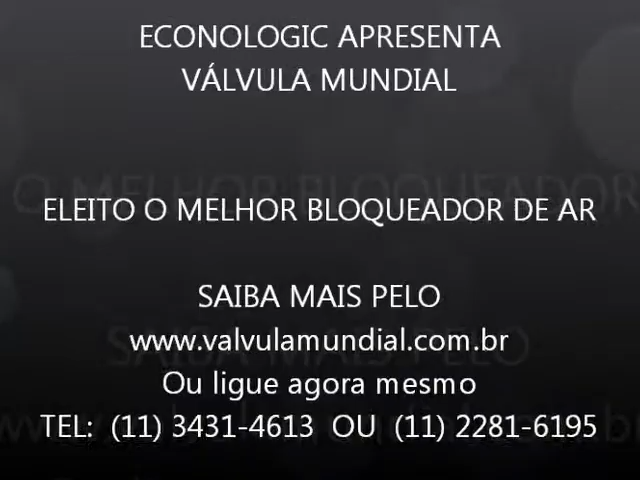 ECONOLOGIC APRESENTA
VÁLVULA MUNDIAL
ELEITO O MELHOR BLOQUEADOR DE AR
SAIBA MAIS PELO
www.valvulamundial.com.br
Ou ligue agora mesmo
TEL: (11) 3431-4613 OU (11) 2281-6195